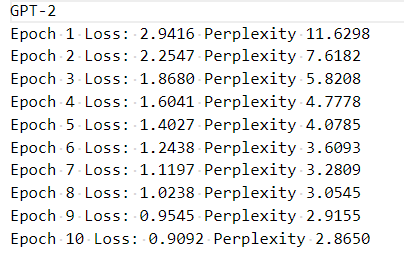 GPT-2
Epoch 1 Loss: 2.9416 Perplexity 11.6298
Epoch 2 Loss: 2.2547 Perplexity 7.6182
Epoch 3 Loss: 1.8680 Perplexity 5.8208
Epoch 4 Loss: 1.6041 Perplexity 4.7778
Epoch 5 Loss: 1.4027 Perplexity 4.0785
Epoch 6 Loss: 1.2438 Perplexity 3.6093
Epoch 7 Loss: 1.1197 Perplexity 3.2809
Epoch 8 Loss: 1.0238 Perplexity 3.0545
Epoch 9 Loss: 0.9545 Perplexity 2.9155
Epoch 10 Loss: 0.9092 Perplexity 2.8650